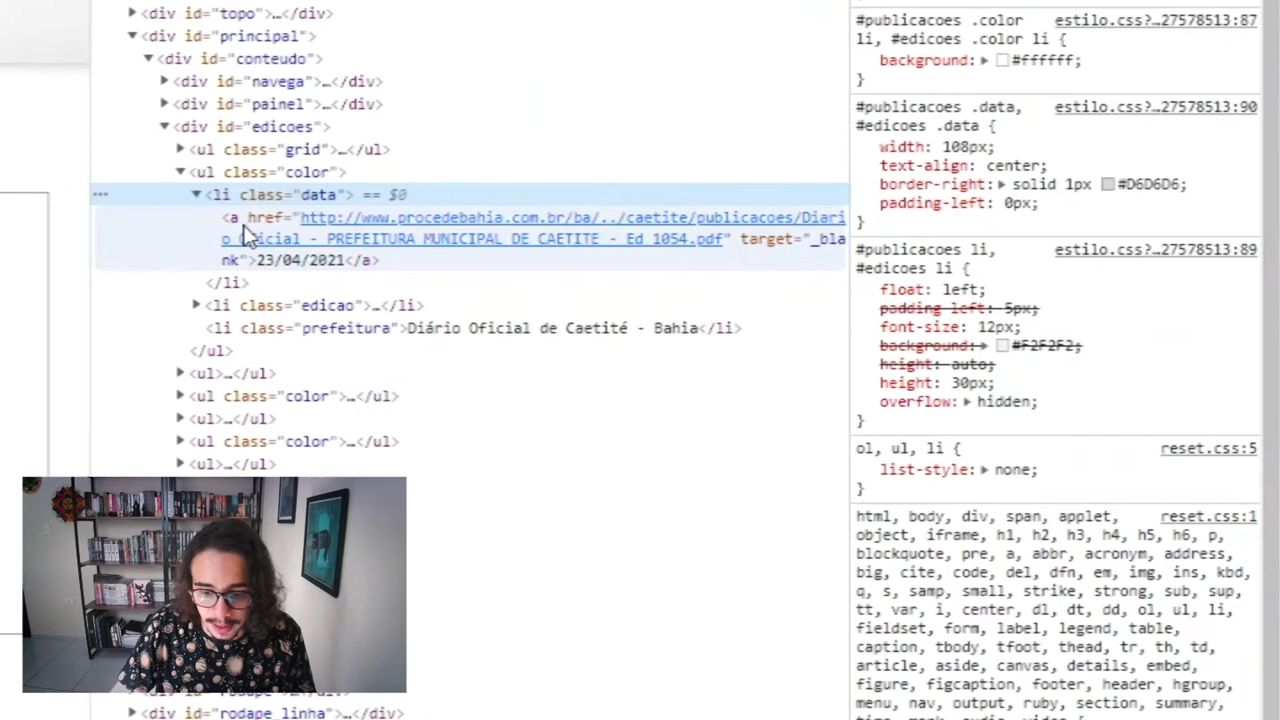 <div id="topo">…</div>
<div id="principal">
<div id="conteudo">
<div id="navega">…</div>
<div id="painel">…</div>
<div id="edicoes">
<ul class="grid">…</ul>
<ul class="color">
<li class="data"> == $0
<a href="http://www.procedebahia.com.br/ba/../caetite/publicacoes/Diari
o Oficial - PREFEITURA MUNICIPAL DE CAETITE - Ed 1054.pdf" target="_bla
nk">23/04/2021</a>
</li>
<li class="edicao">…</li>
<li class="prefeitura">Diário Oficial de Caetité - Bahia</li>
</ul>
<ul>…</ul>
<ul class="color">…</ul>
<ul>…</ul>
<ul class="color">…</ul>
<ul>…</ul>
<div id="rodape_linha">…</div>
#publicacoes .color estilo.css?…27578513:87
li, #edicoes .color li {
background: #ffffff;
}
#publicacoes .data, estilo.css?…27578513:90
#edicoes .data {
width: 108px;
text-align: center;
border-right: solid 1px #D6D6D6;
padding-left: 0px;
}
#publicacoes li, estilo.css?…27578513:89
#edicoes li {
float: left;
padding-left: 5px;
font-size: 12px;
background: #F2F2F2;
height: auto;
height: 30px;
overflow: hidden;
}
ol, ul, li { reset.css:5
list-style: none;
}
html, body, div, span, applet, reset.css:1
object, iframe, h1, h2, h3, h4, h5, h6, p,
blockquote, pre, a, abbr, acronym, address,
big, cite, code, del, dfn, em, img, ins, kbd,
q, s, samp, small, strike, strong, sub, sup,
tt, var, i, center, dl, dt, dd, ol, ul, li,
fieldset, form, label, legend, table,
caption, tbody, tfoot, thead, tr, th, td,
article, aside, canvas, details, embed,
figure, figcaption, footer, header, hgroup,
menu, nav, output, ruby, section, summary,